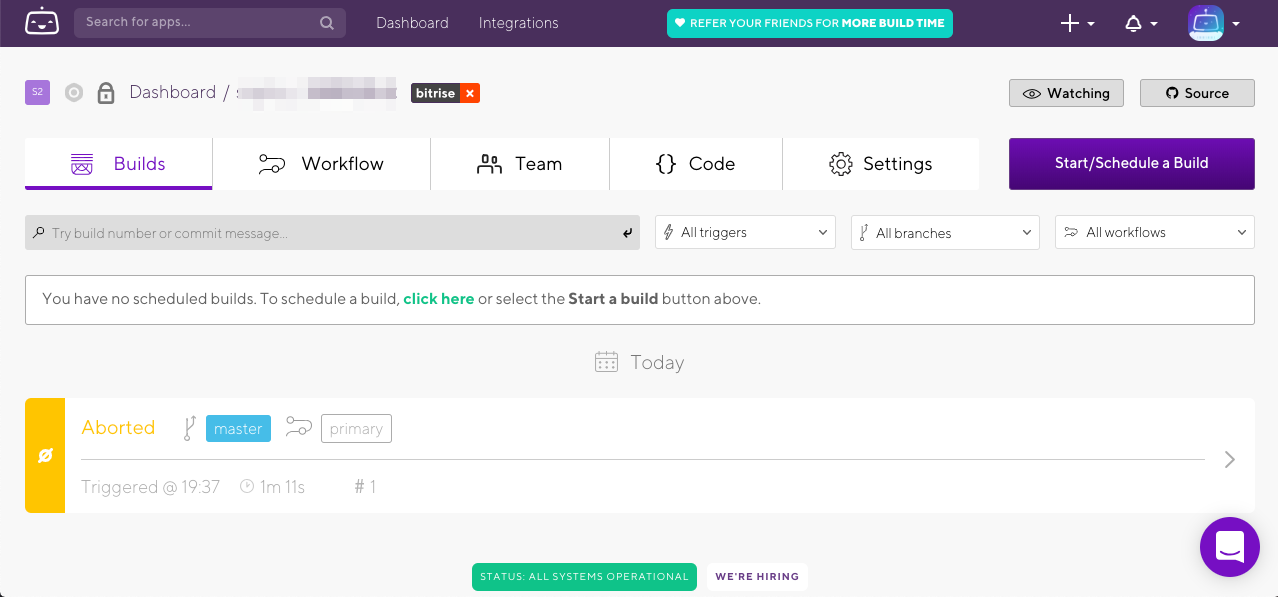 Search for apps... Dashboard Integrations REFER YOUR FRIENDS FOR MORE BUILD TIME
S2 Dashboard / bitrise × Watching Source
Builds Workflow Team {} Code Settings Start/Schedule a Build
Try build number or commit message... All triggers All branches All workflows
You have no scheduled builds. To schedule a build, click here or select the Start a build button above.
Today
Aborted master primary
Triggered @ 19:37 1m 11s # 1
STATUS: ALL SYSTEMS OPERATIONAL WE'RE HIRING